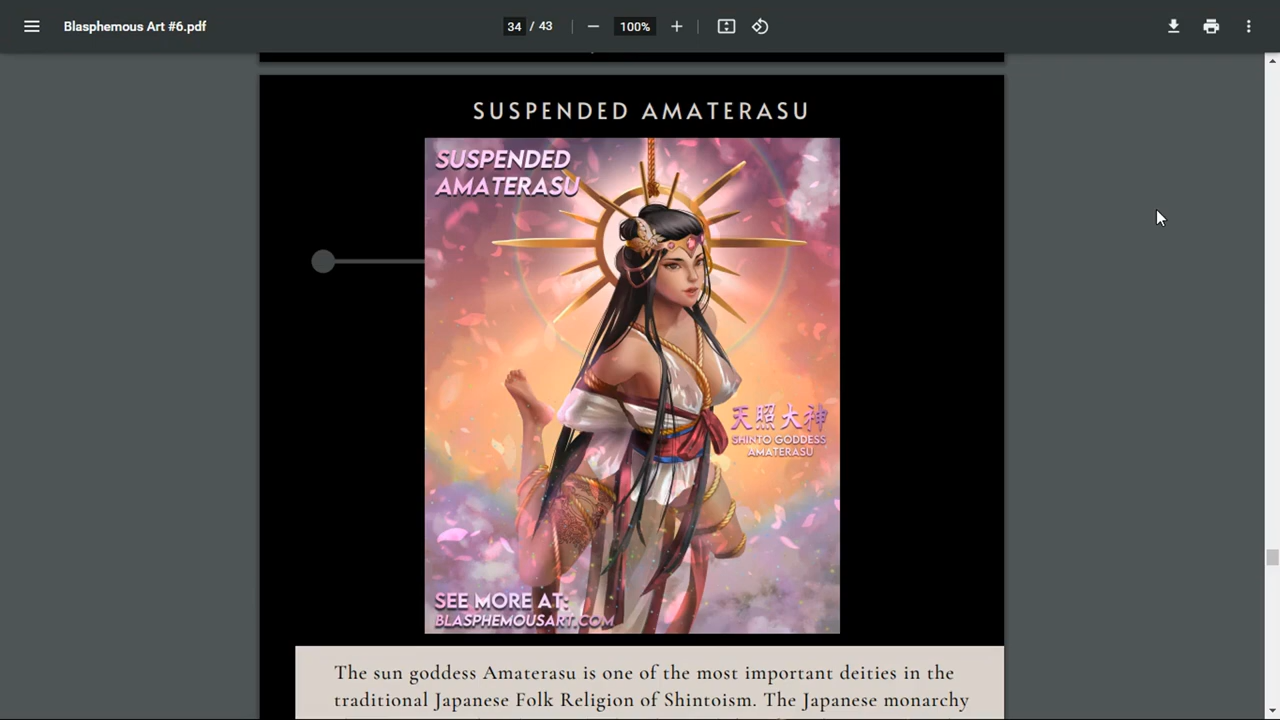 Blasphemous Art #6.pdf
34 / 43
100%
SUSPENDED AMATERASU
SUSPENDED
AMATERASU
天照大神
SHINTO GODDESS
AMATERASU
SEE MORE AT:
BLASPHEMOUSART.COM
The sun goddess Amaterasu is one of the most important deities in the
traditional Japanese Folk Religion of Shintoism. The Japanese monarchy